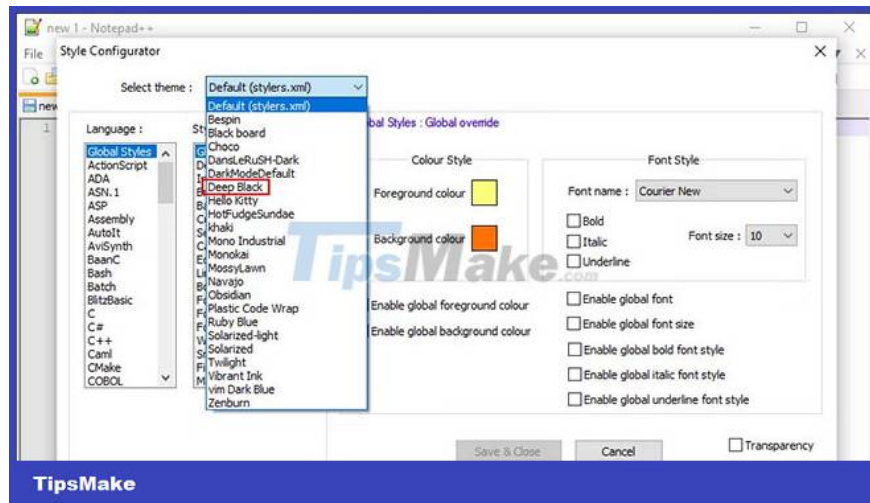 new 1 - Notepad++
File
Style Configurator
Select theme :
Default (stylers.xml)
Default (stylers.xml)
Bespin
Black board
Choco
DansLeRuSH-Dark
DarkModeDefault
Deep Black
Hello Kitty
HotFudgeSundae
khaki
Mono Industrial
Monokai
MossyLawn
Navajo
Obsidian
Plastic Code Wrap
Ruby Blue
Solarized-light
Solarized
Twilight
Vibrant Ink
vim Dark Blue
Zenburn
new
1
Language :
Global Styles
ActionScript
ADA
ASN.1
ASP
Assembly
AutoIt
AviSynth
BaanC
Bash
Batch
BlitzBasic
C
C#
C++
Caml
CMake
COBOL
bal Styles : Global override
Colour Style
Foreground colour
Background colour
Enable global foreground colour
Enable global background colour
Font Style
Font name :
Courier New
Bold
Italic
Underline
Font size :
10
Enable global font
Enable global font size
Enable global bold font style
Enable global italic font style
Enable global underline font style
Save & Close
Cancel
Transparency
TipsMake.com
TipsMake